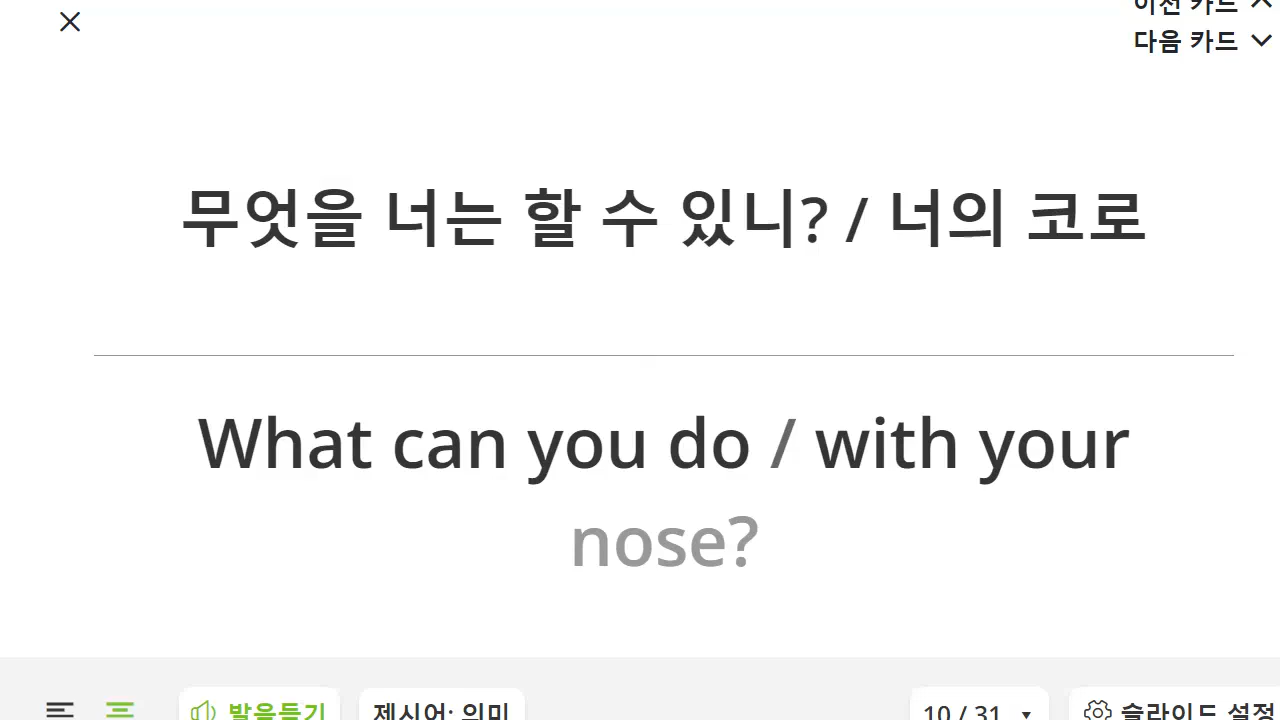 이전 카드
다음 카드
무엇을 너는 할 수 있니? / 너의 코로
What can you do / with your
nose?
발음듣기
제시어: 의미
10 / 31
슬라이드 설정